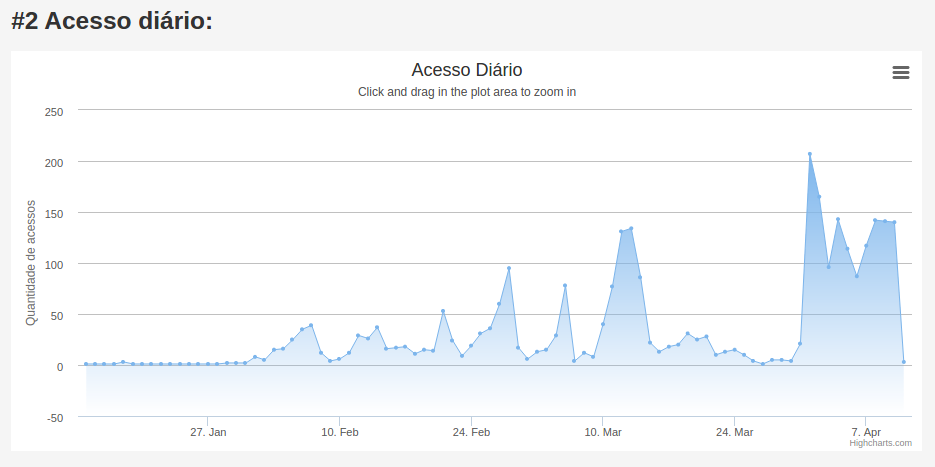 #2 Acesso diário:
Acesso Diário
Click and drag in the plot area to zoom in
250
200
150
100
50
0
-50
Quantidade de acessos
27. Jan 10. Feb 24. Feb 10. Mar 24. Mar 7. Apr
Highcharts.com